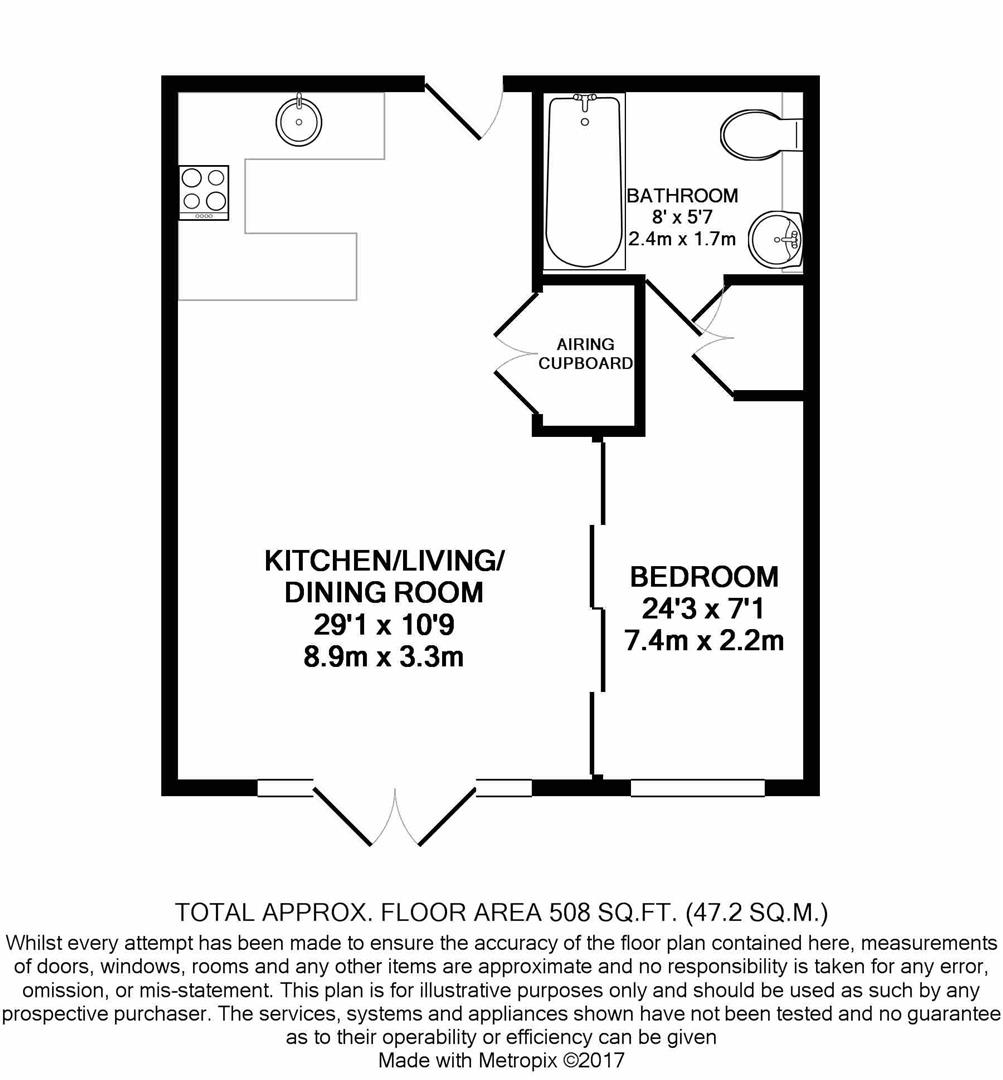 BATHROOM
8' x 5'7
2.4m x 1.7m
AIRING
CUPBOARD
KITCHEN/LIVING/
DINING ROOM
29'1 x 10'9
8.9m x 3.3m
BEDROOM
24'3 x 7'1
7.4m x 2.2m
TOTAL APPROX. FLOOR AREA 508 SQ.FT. (47.2 SQ.M.)
Whilst every attempt has been made to ensure the accuracy of the floor plan contained here, measurements
of doors, windows, rooms and any other items are approximate and no responsibility is taken for any error,
omission, or mis-statement. This plan is for illustrative purposes only and should be used as such by any
prospective purchaser. The services, systems and appliances shown have not been tested and no guarantee
as to their operability or efficiency can be given
Made with Metropix ©2017